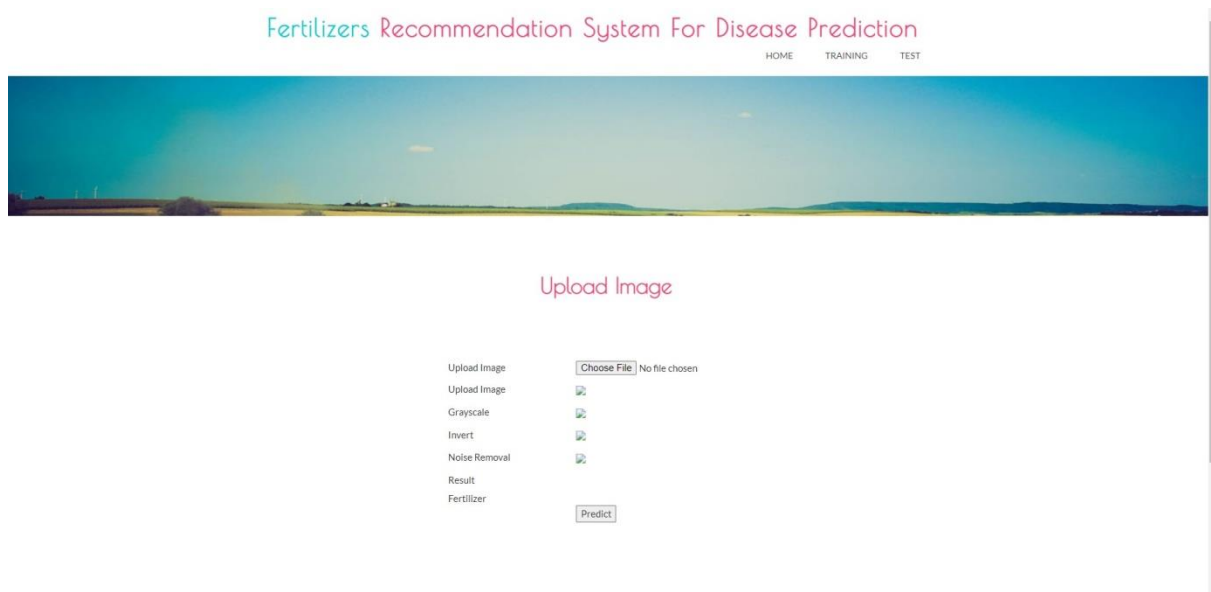 Fertilizers Recommendation System For Disease Prediction
HOME TRAINING TEST
Upload Image
Upload Image Choose File No file chosen
Upload Image
Grayscale
Invert
Noise Removal
Result
Fertilizer
Predict